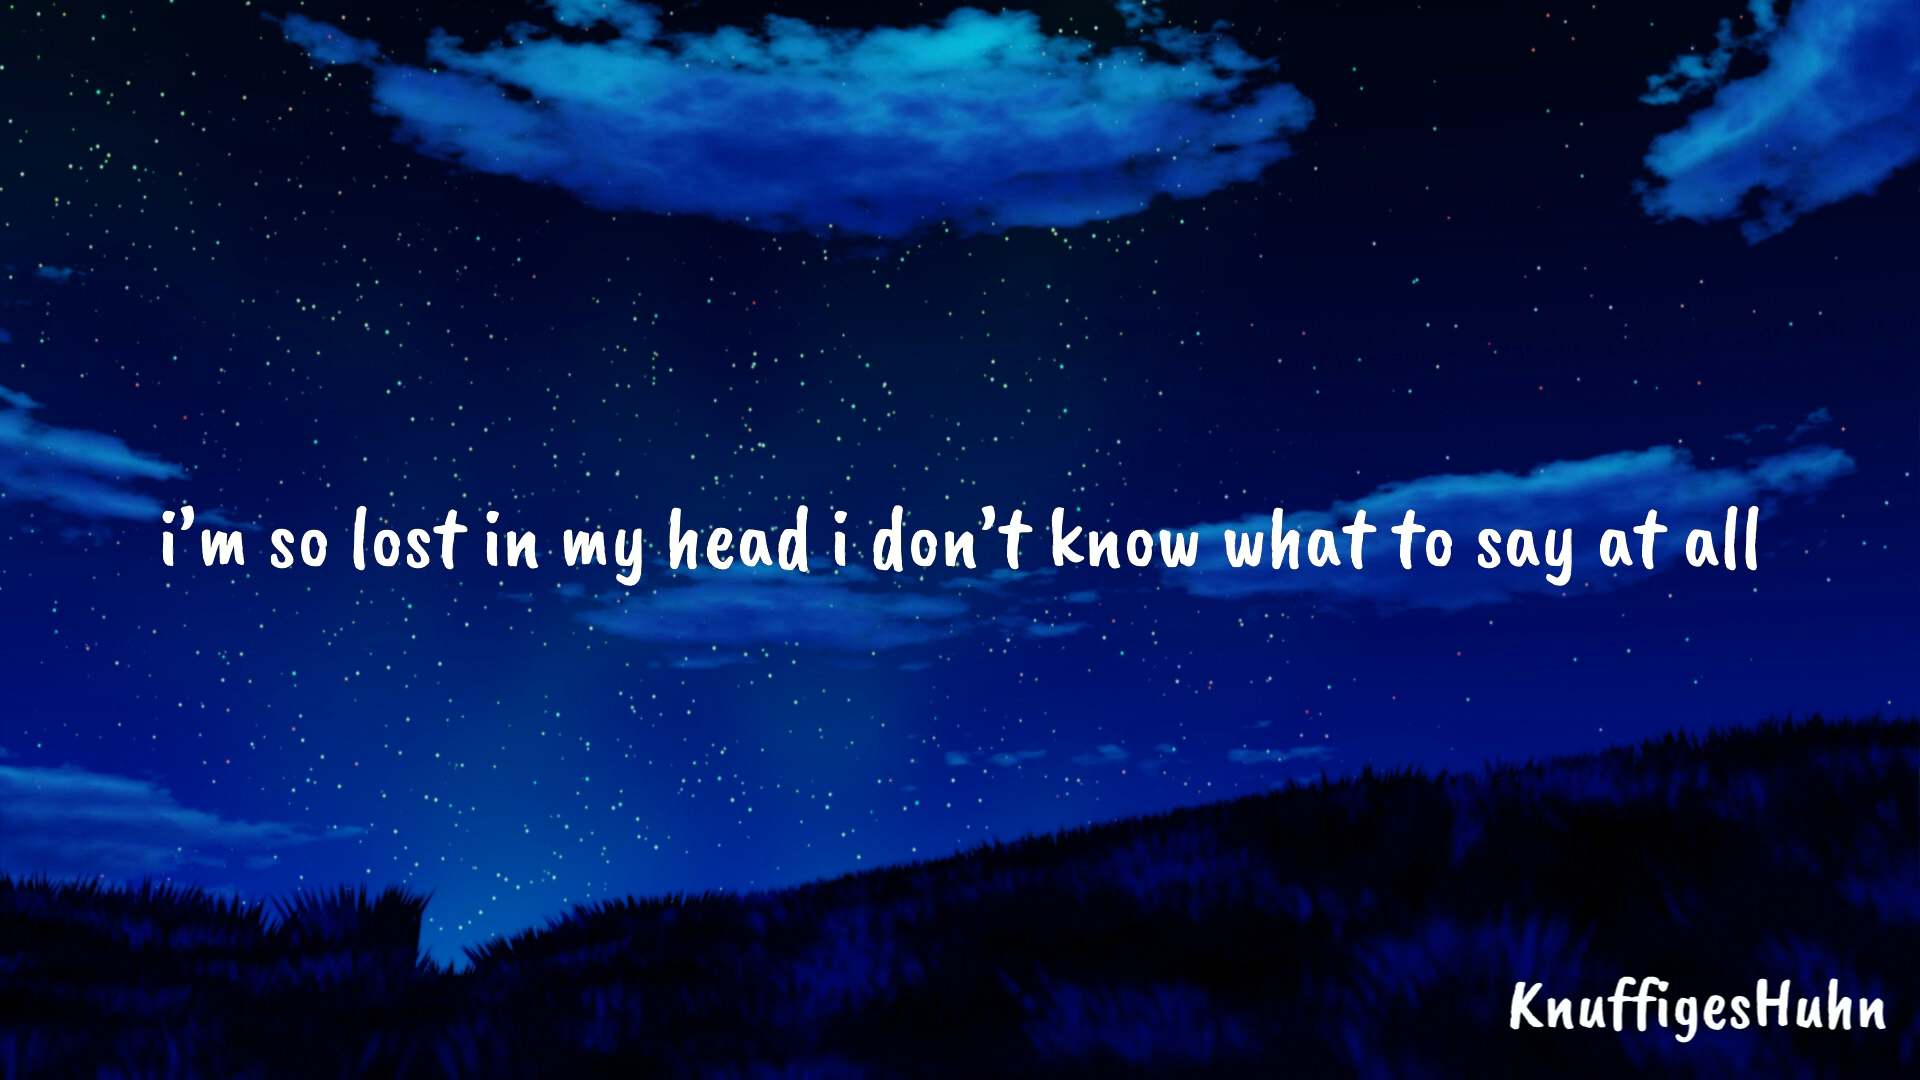 i’m so lost in my head i don’t know what to say at all
KnuffigesHuhn